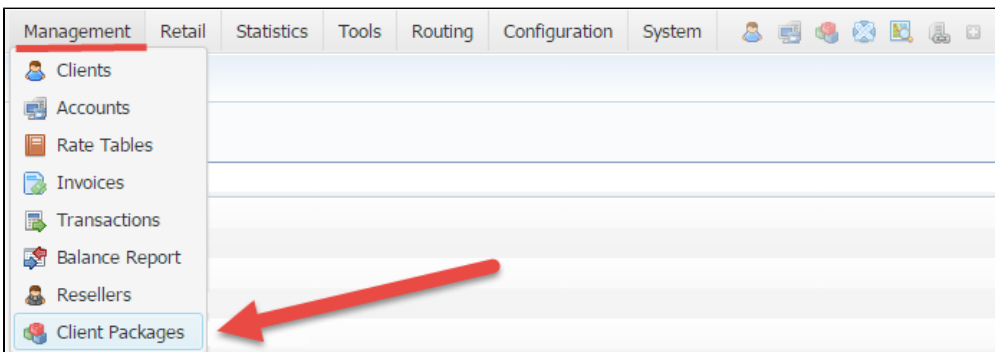 Management Retail Statistics Tools Routing Configuration System
Clients
Accounts
Rate Tables
Invoices
Transactions
Balance Report
Resellers
Client Packages